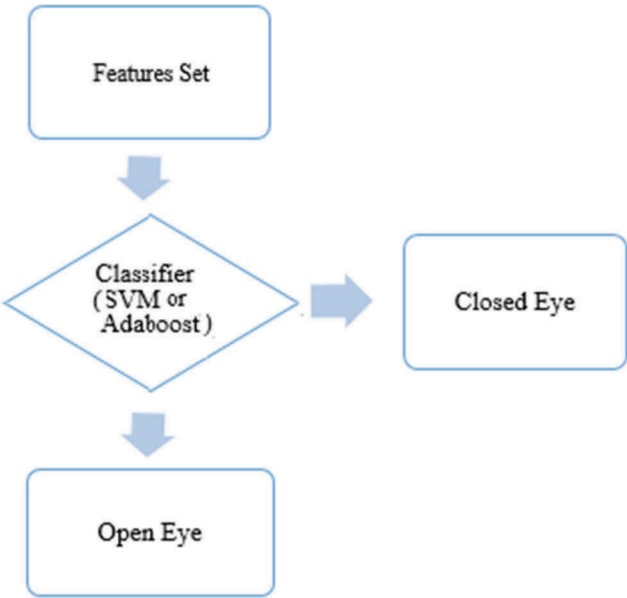 Features Set
Classifier
(SVM or
Adaboost)
Closed Eye
Open Eye